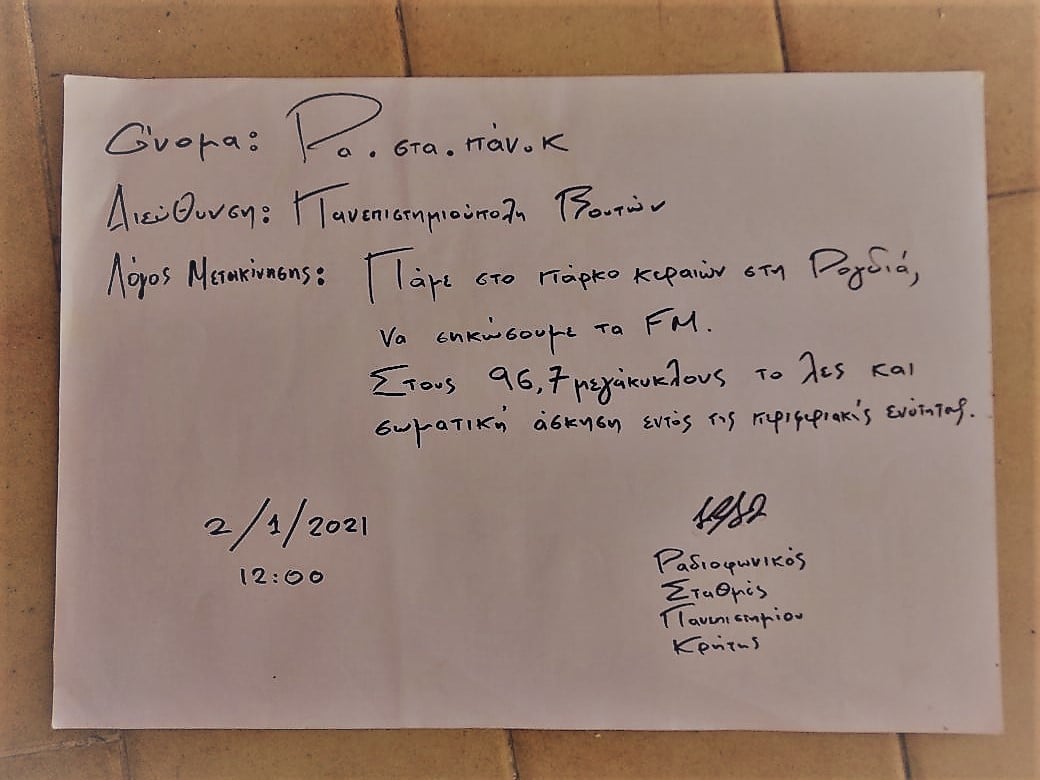 Όνομα: Ρα.στα.πάν.κ
Διεύθυνση: Πανεπιστημιούπολη Βουτών
Λόγος Μετακίνησης: Πάμε στο πάρκο κεραιών στη Ρογδιά,
να σηκώσουμε τα FM.
Στους 96,7 μεγάκυκλους το λες και
σωματική άσκηση εντός της περιφεριακής ενότητας.
2/1/2021
12:00
Ραδιοφωνικός
Σταθμός
Πανεπιστημίου
Κρήτης